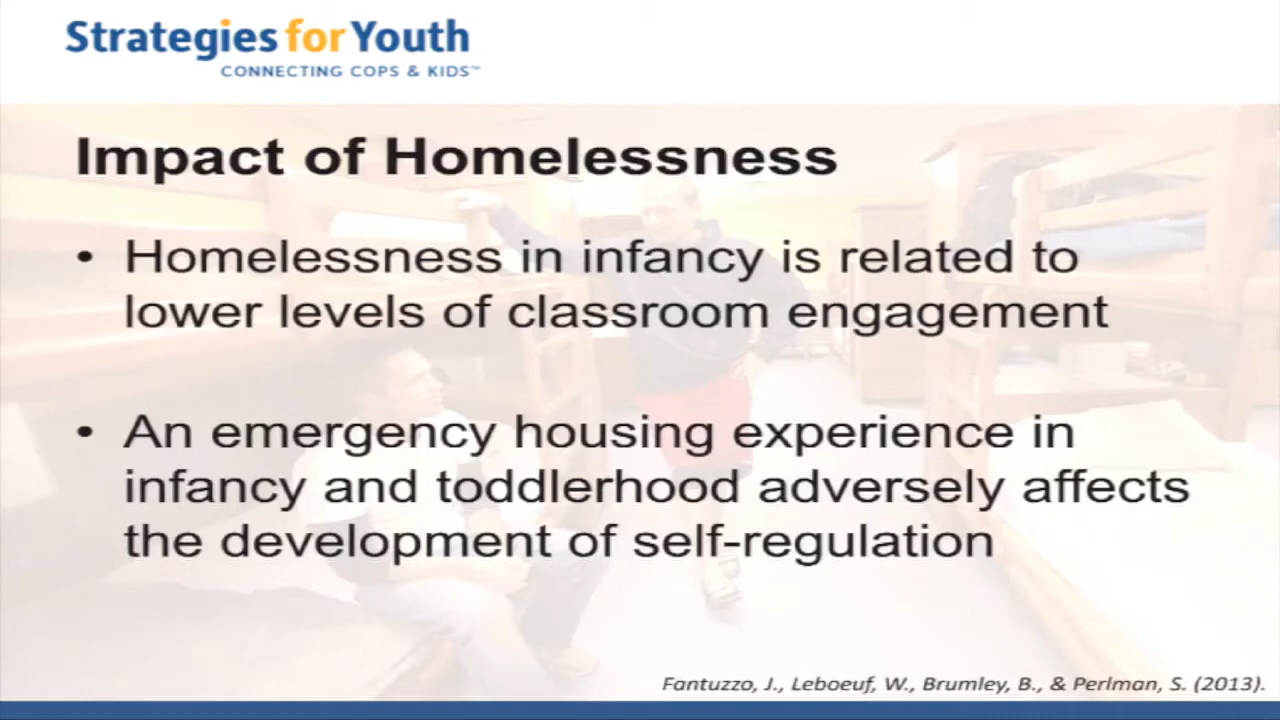 Strategies for Youth
CONNECTING COPS & KIDS™
Impact of Homelessness
• Homelessness in infancy is related to
lower levels of classroom engagement
• An emergency housing experience in
infancy and toddlerhood adversely affects
the development of self-regulation
Fantuzzo, J., Leboeuf, W., Brumley, B., & Perlman, S. (2013).